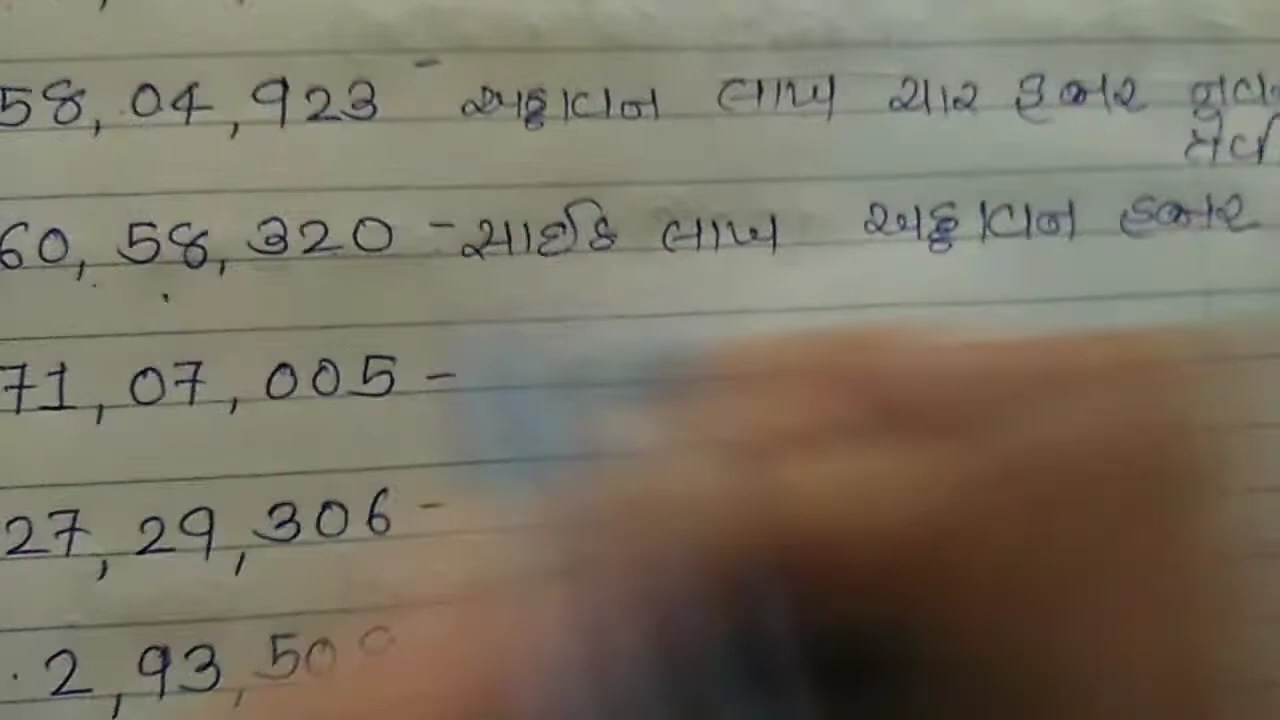 58,04,923 - અઠ્ઠાવન લાખ ચાર હજાર
60,58,320 - સાઈઠ લાખ અઠ્ઠાવન હજાર
71,07,005 -
27,29,306 -
2,93,500